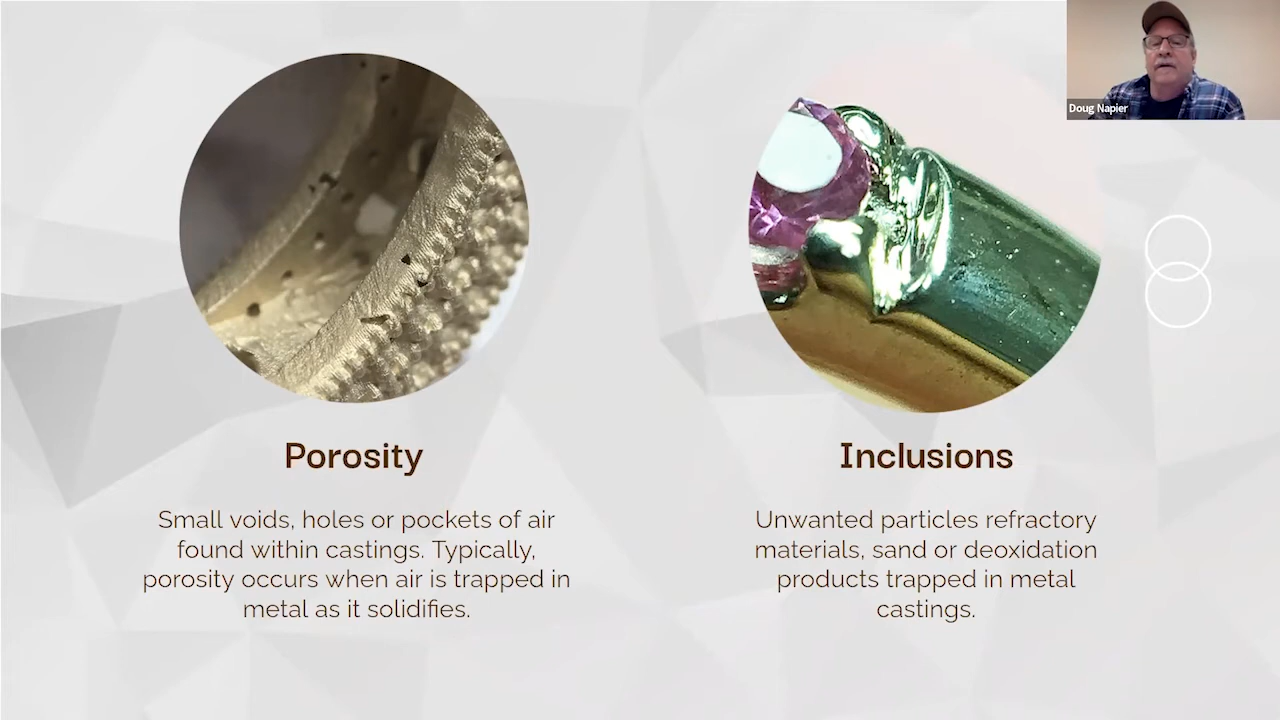 Doug Napier
Porosity
Small voids, holes or pockets of air
found within castings. Typically,
porosity occurs when air is trapped in
metal as it solidifies.
Inclusions
Unwanted particles refractory
materials, sand or deoxidation
products trapped in metal
castings.